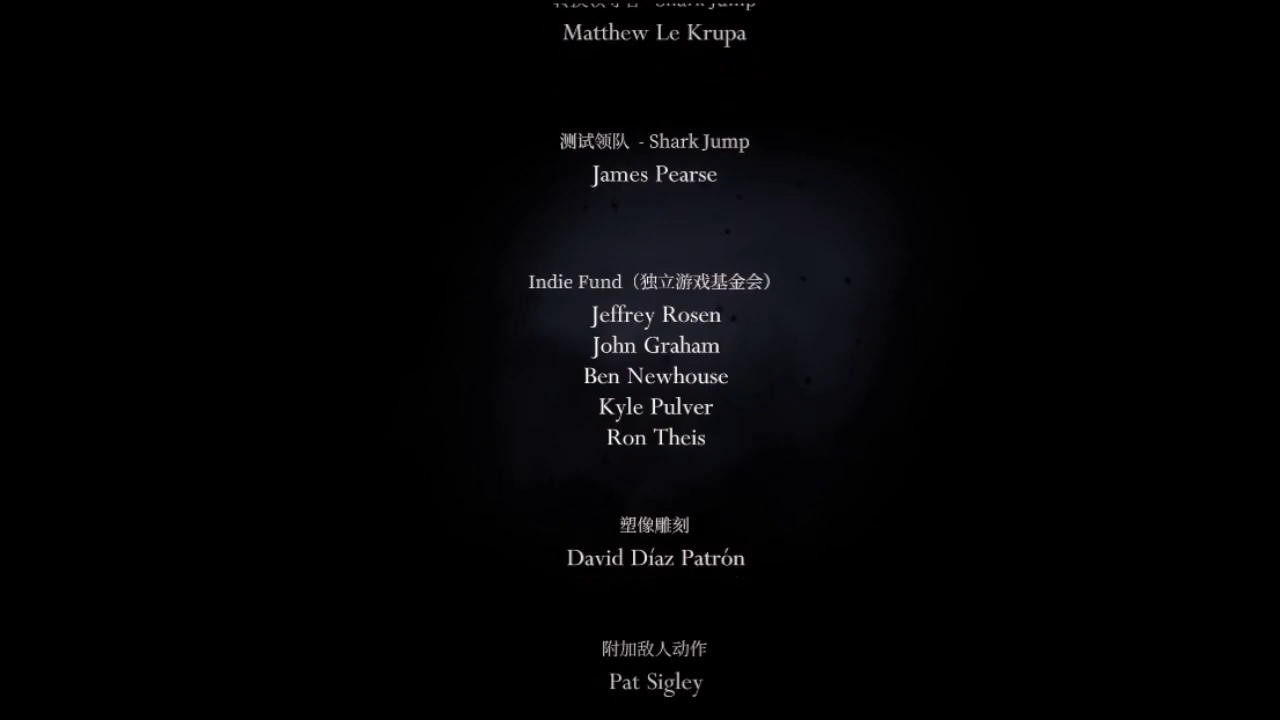 Shark Jump
Matthew Le Krupa
测试领队 - Shark Jump
James Pearse
Indie Fund（独立游戏基金会）
Jeffrey Rosen
John Graham
Ben Newhouse
Kyle Pulver
Ron Theis
塑像雕刻
David Díaz Patrón
附加敌人动作
Pat Sigley